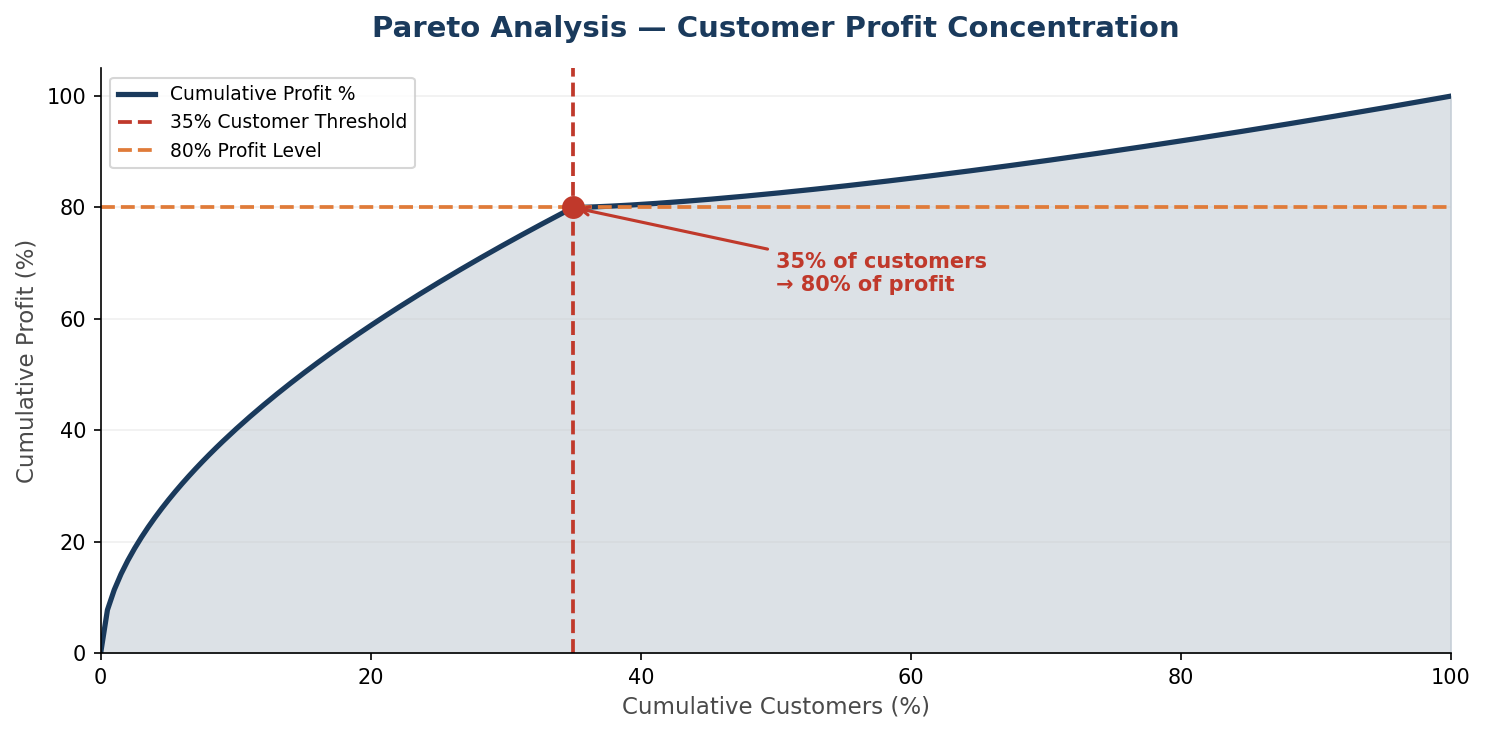 Pareto Analysis — Customer Profit Concentration
Cumulative Profit %
35% Customer Threshold
80% Profit Level
100
80
60
40
20
0
Cumulative Profit (%)
35% of customers
→ 80% of profit
0
20
40
60
80
100
Cumulative Customers (%)